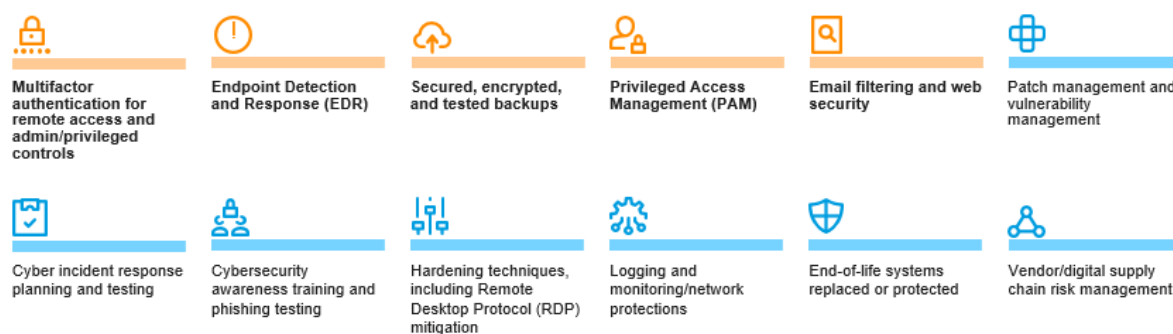 Multifactor
authentication for
remote access and
admin/privileged
controls
Endpoint Detection
and Response (EDR)
Secured, encrypted,
and tested backups
Privileged Access
Management (PAM)
Email filtering and web
security
Patch management and
vulnerability
management
Cyber incident response
planning and testing
Cybersecurity
awareness training and
phishing testing
Hardening techniques,
including Remote
Desktop Protocol (RDP)
mitigation
Logging and
monitoring/network
protections
End-of-life systems
replaced or protected
Vendor/digital supply
chain risk management